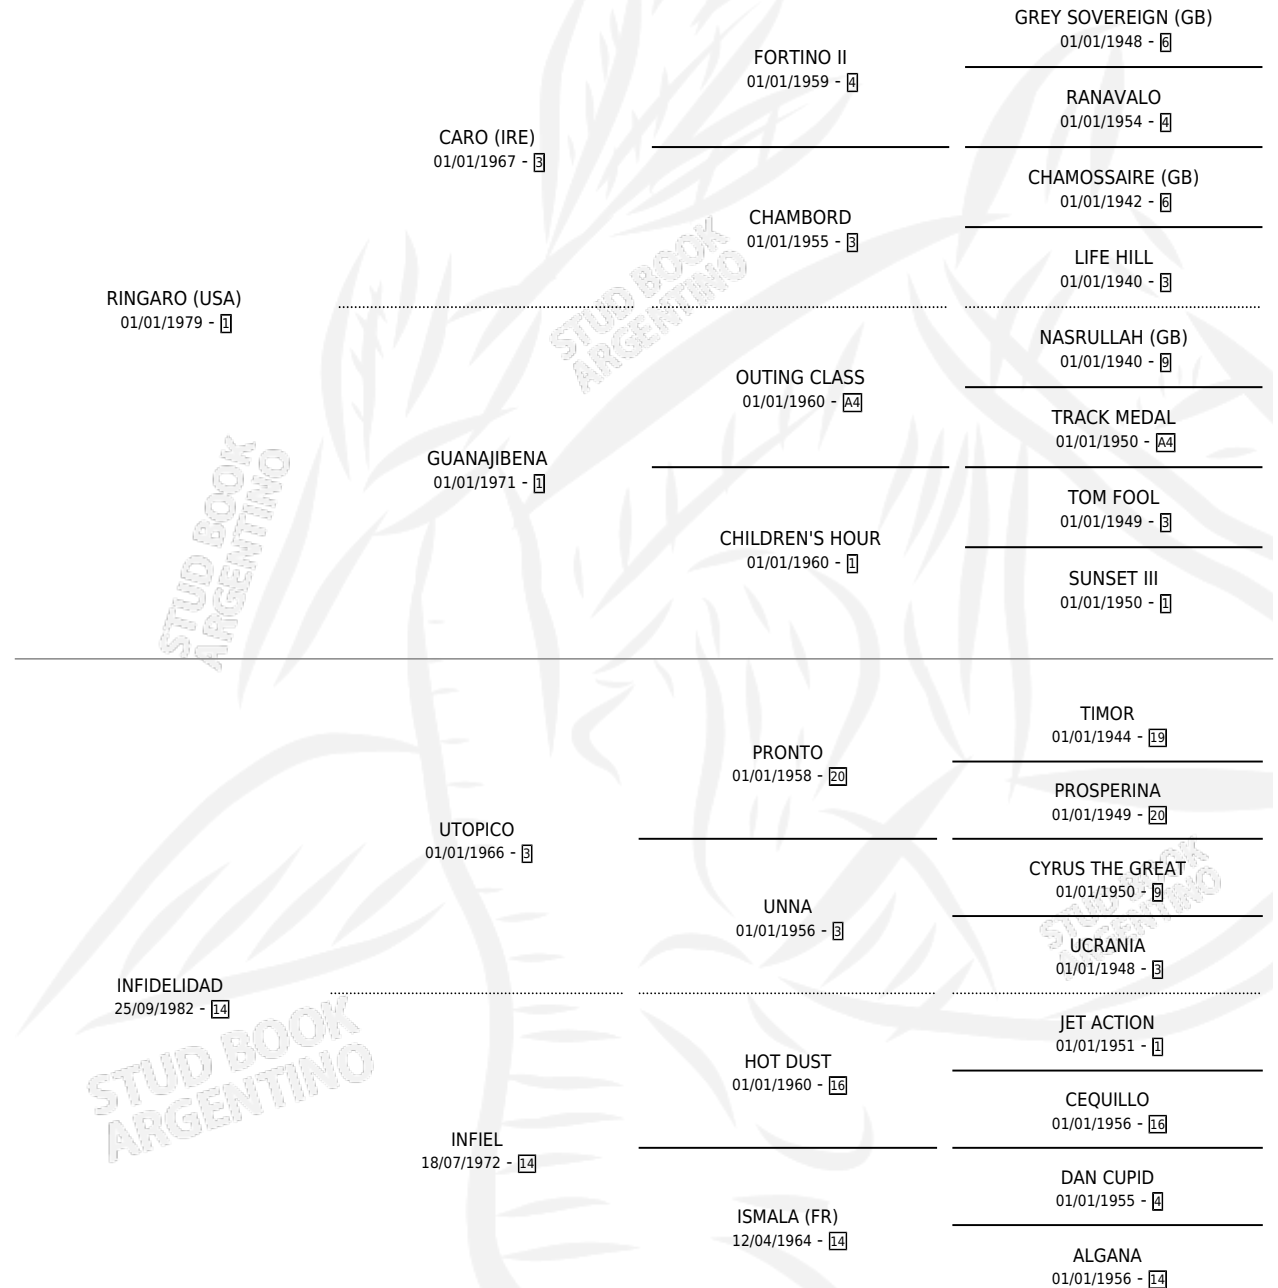 GREY SOVEREIGN (GB)
01/01/1948 - 6
FORTINO II
01/01/1959 - 4
RANAVALO
01/01/1954 - 4
CARO (IRE)
01/01/1967 - 3
CHAMOSSAIRE (GB)
01/01/1942 - 6
CHAMBORD
01/01/1955 - 3
LIFE HILL
01/01/1940 - 3
RINGARO (USA)
01/01/1979 - 1
STUD BOOK
ARGENTINO
NASRULLAH (GB)
01/01/1940 - 9
OUTING CLASS
01/01/1960 - A4
TRACK MEDAL
01/01/1950 - A4
GUANAJIBENA
01/01/1971 - 1
TOM FOOL
01/01/1949 - 3
CHILDREN'S HOUR
01/01/1960 - 1
SUNSET III
01/01/1950 - 1
STUD BOOK
ARGENTINO
TIMOR
01/01/1944 - 19
PRONTO
01/01/1958 - 20
PROSPERINA
01/01/1949 - 20
UTOPICO
01/01/1966 - 3
CYRUS THE GREAT
01/01/1950 - 9
UNNA
01/01/1956 - 3
UCRANIA
01/01/1948 - 3
STUD BOOK
ARGENTINO
INFIDELIDAD
25/09/1982 - 14
JET ACTION
01/01/1951 - 1
HOT DUST
01/01/1960 - 16
CEQUILLO
01/01/1956 - 16
STUD BOOK
ARGENTINO
INFIEL
18/07/1972 - 14
DAN CUPID
01/01/1955 - 4
ISMALA (FR)
12/04/1964 - 14
ALGANA
01/01/1956 - 14